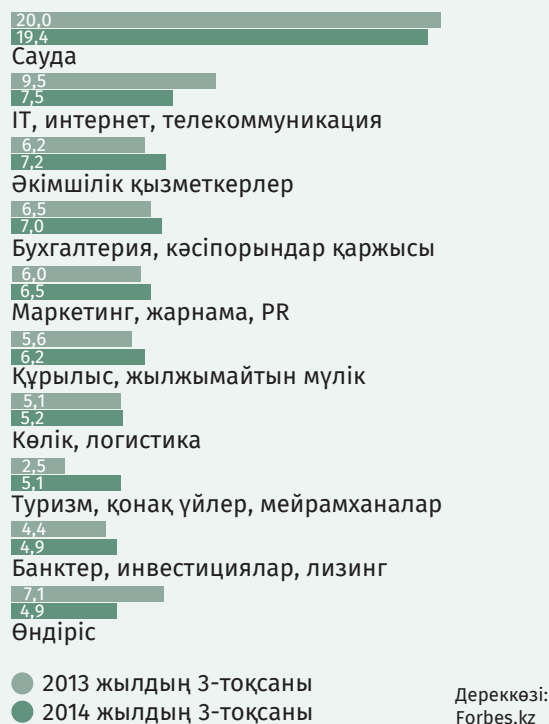 20,0
19,4
Сауда
9,5
7,5
IT, интернет, телекоммуникация
6,2
7,2
Әкімшілік қызметкерлер
6,5
7,0
Бухгалтерия, кәсіпорындар қаржысы
6,0
6,5
Маркетинг, жарнама, PR
5,6
6,2
Құрылыс, жылжымайтын мүлік
5,1
5,2
Көлік, логистика
2,5
5,1
Туризм, қонақ үйлер, мейрамханалар
4,4
4,9
Банктер, инвестициялар, лизинг
7,1
4,9
Өндіріс
2013 жылдың 3-тоқсаны
2014 жылдың 3-тоқсаны
Дереккөзі:
Forbes.kz